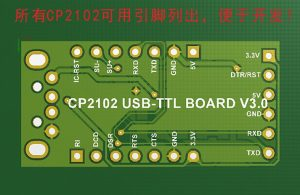 所有CP2102可用引脚列出，便于开发！
IC.RST SU- SU+ RXD TXD GND 5V
3.3V
DTR/RST
5V
CP2102 USB-TTL BOARD V3.0
GND
RXD
TXD
RI DCD DSR RTS CTS GND 3.3V